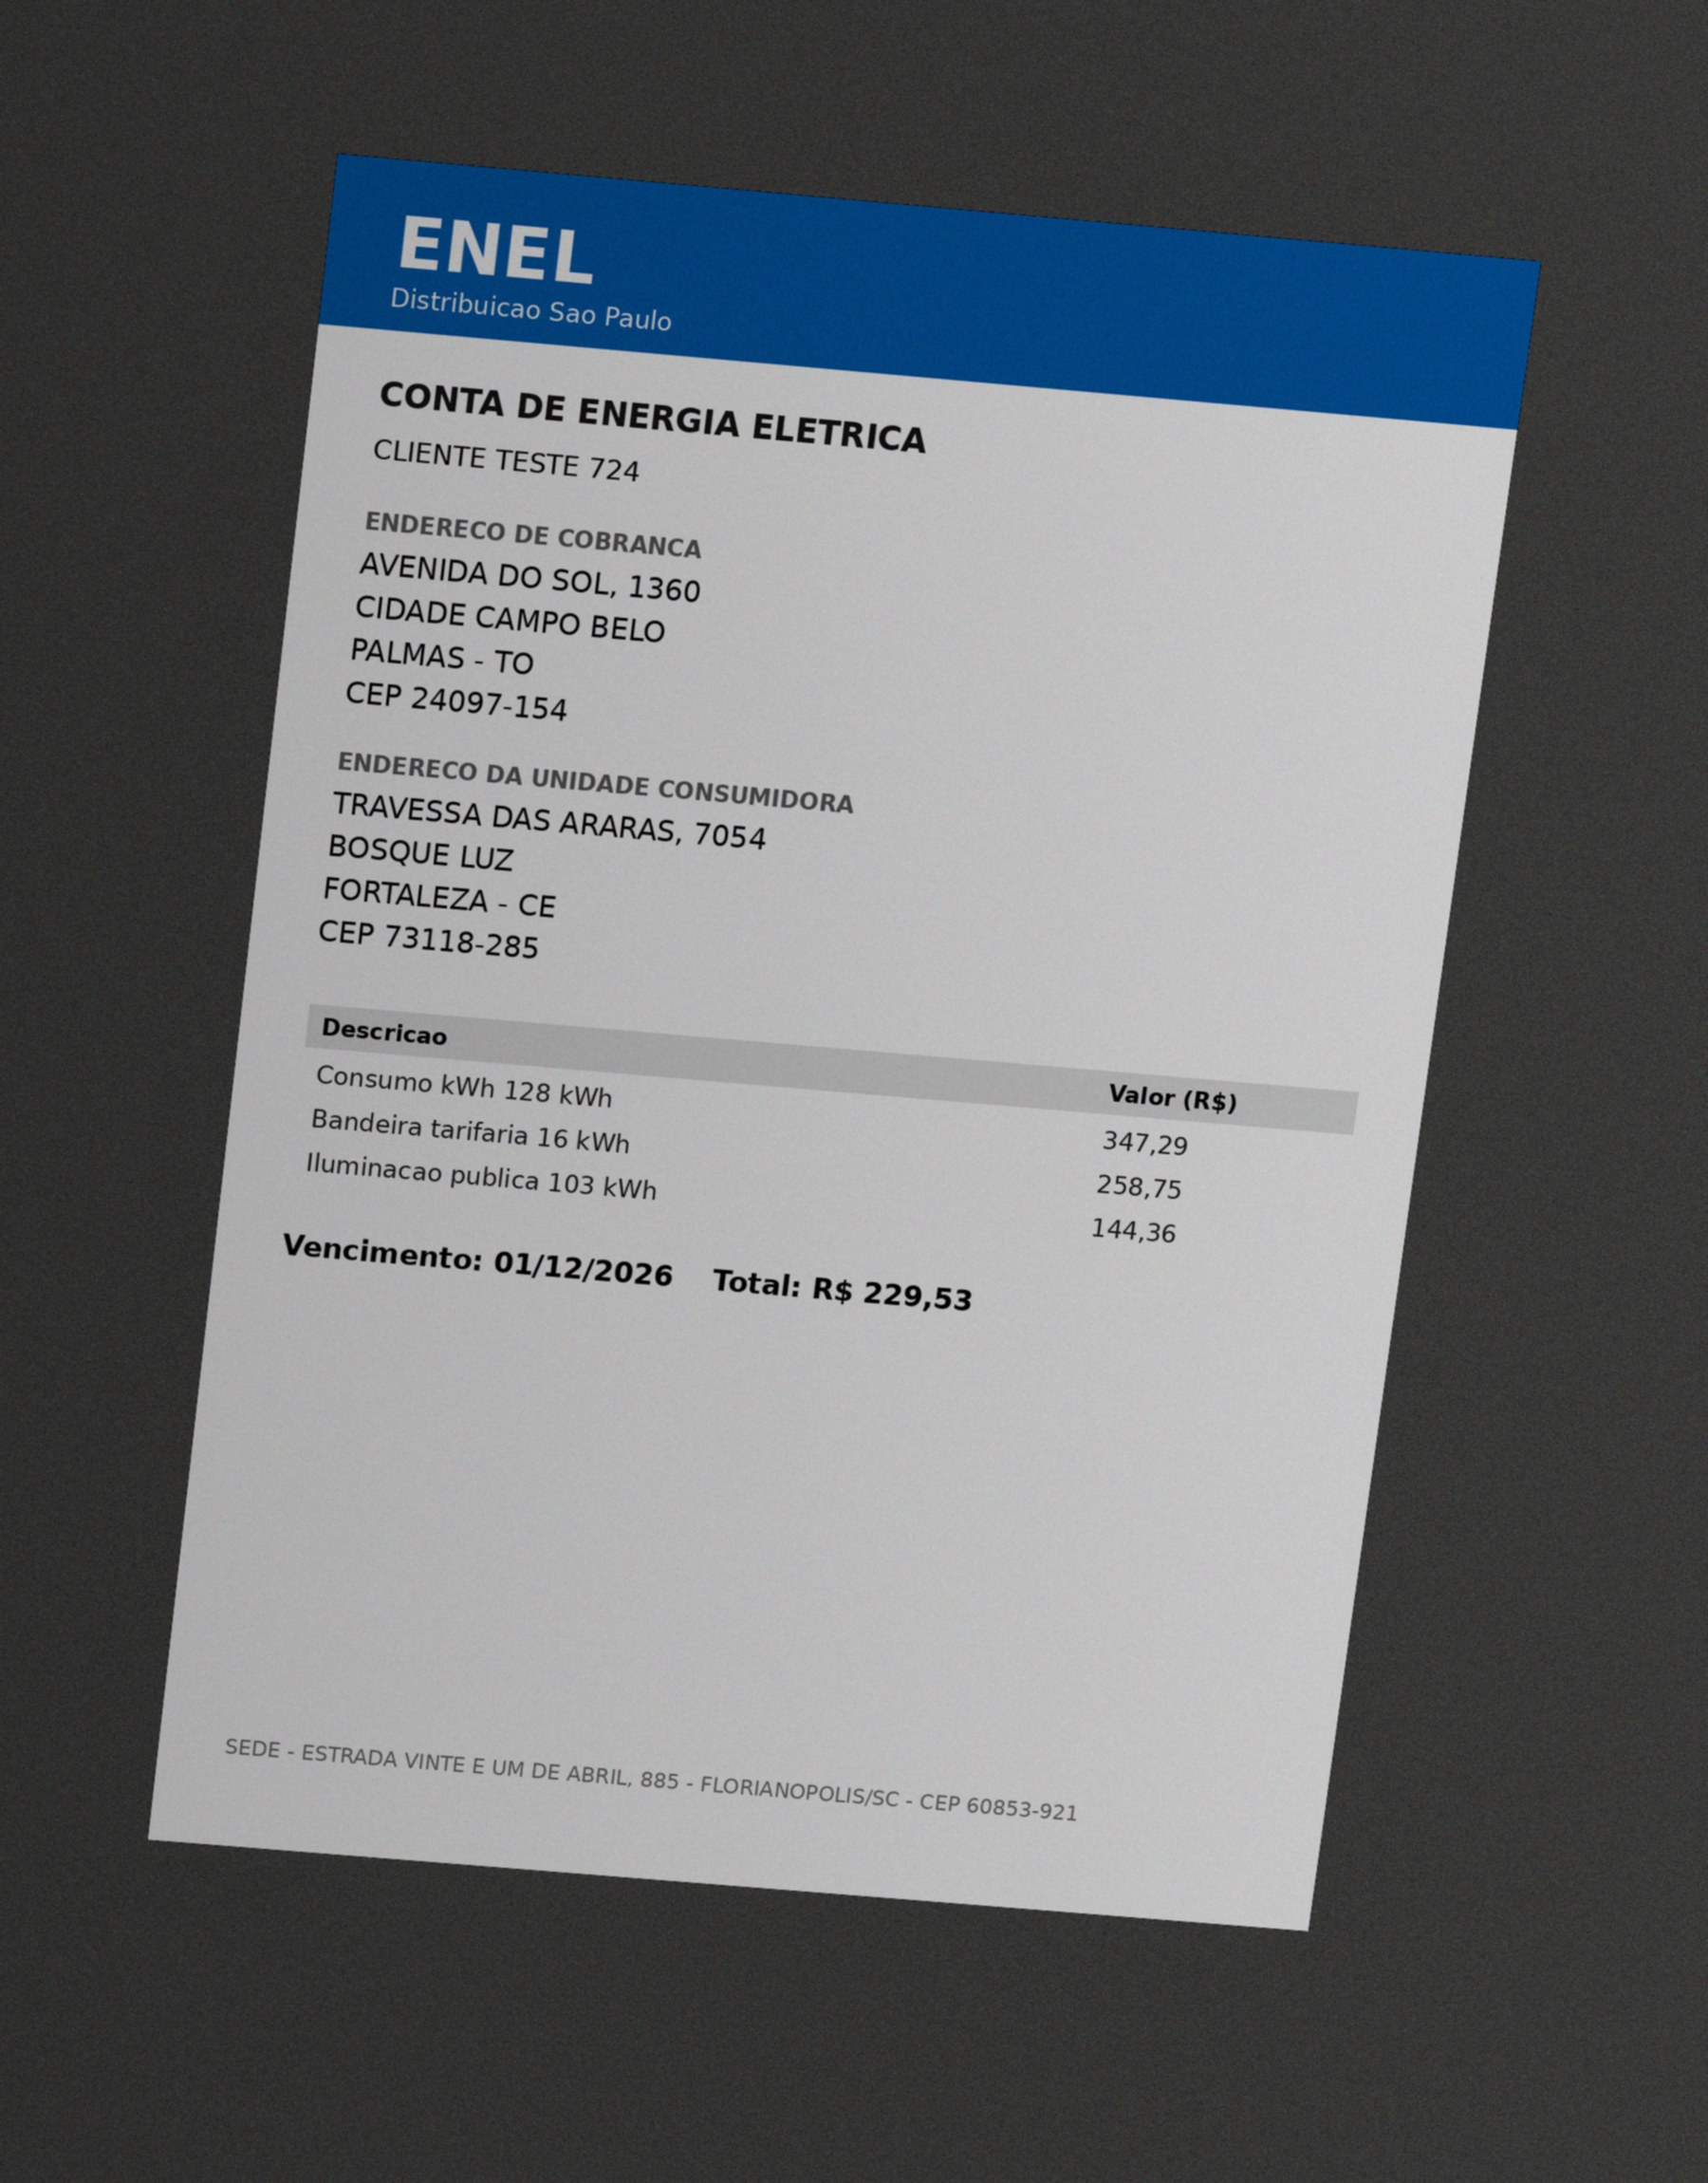 ENEL
Distribuicao Sao Paulo
CONTA DE ENERGIA ELETRICA
CLIENTE TESTE 724
ENDERECO DE COBRANCA
AVENIDA DO SOL, 1360
CIDADE CAMPO BELO
PALMAS - TO
CEP 24097-154
ENDERECO DA UNIDADE CONSUMIDORA
TRAVESSA DAS ARARAS, 7054
BOSQUE LUZ
FORTALEZA - CE
CEP 73118-285
Descricao Valor (R$)
Consumo kWh 128 kWh 347,29
Bandeira tarifaria 16 kWh 258,75
Iluminacao publica 103 kWh 144,36
Vencimento: 01/12/2026 Total: R$ 229,53
SEDE - ESTRADA VINTE E UM DE ABRIL, 885 - FLORIANOPOLIS/SC - CEP 60853-921